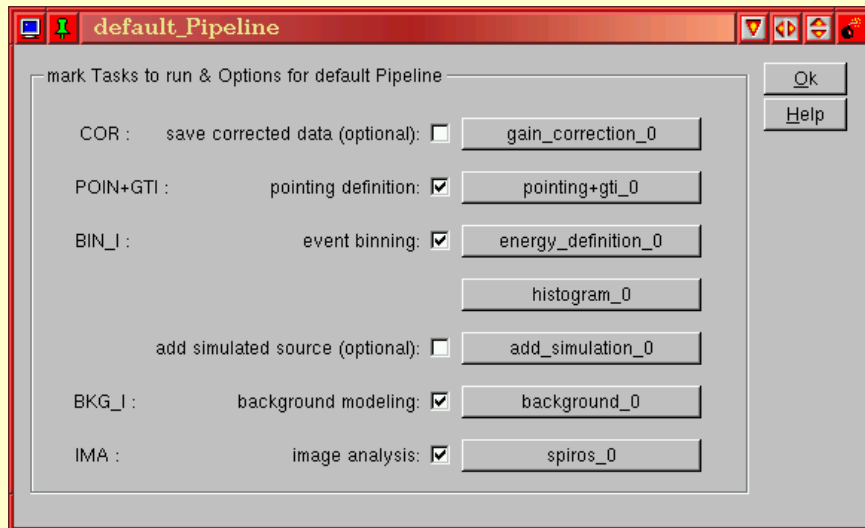 default_Pipeline
mark Tasks to run & Options for default Pipeline
Ok
Help
COR : save corrected data (optional): gain_correction_0
POIN+GTI : pointing definition: pointing+gti_0
BIN_I : event binning: energy_definition_0
histogram_0
add simulated source (optional): add_simulation_0
BKG_I : background modeling: background_0
IMA : image analysis: spiros_0